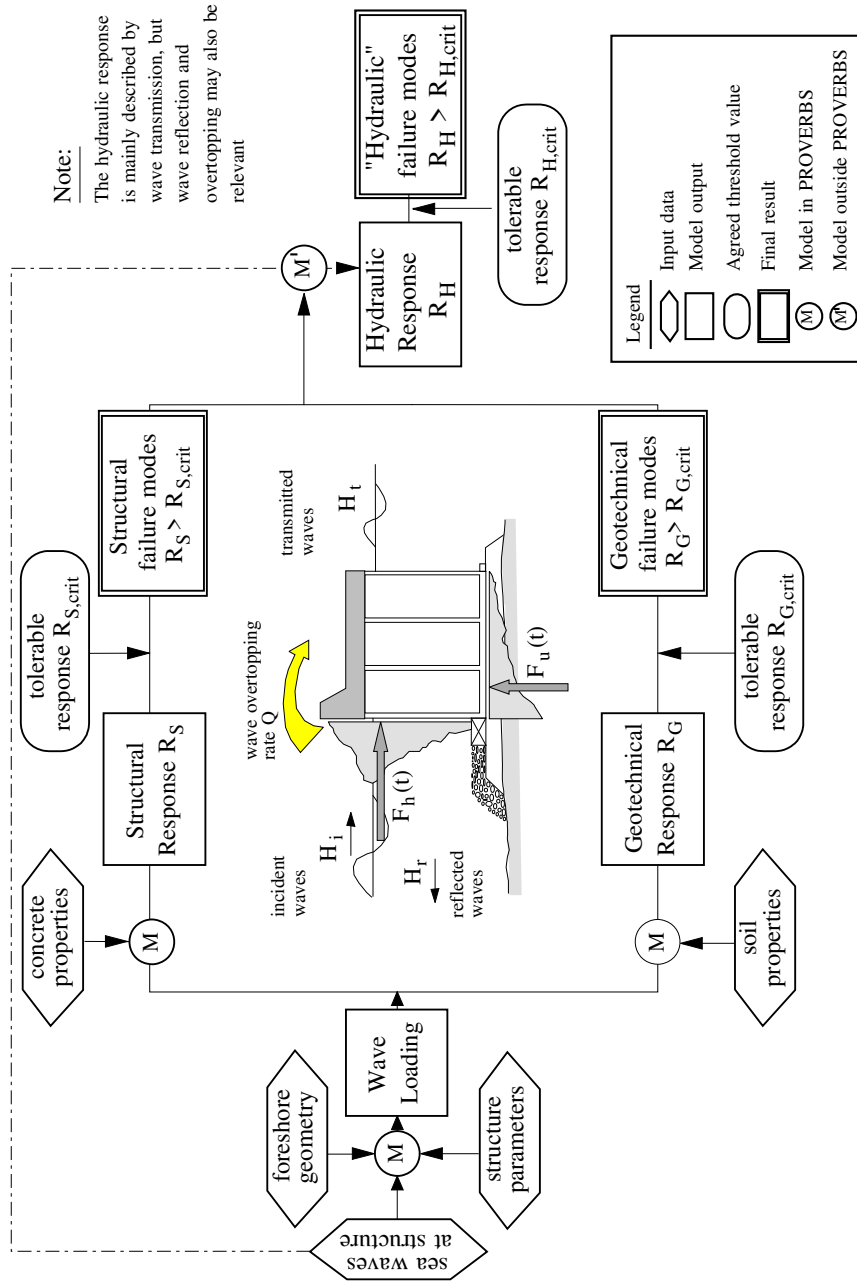 sea waves
at structure
foreshore
geometry
M
structure
parameters
Wave
Loading
concrete
properties
M
Structural
Response R_S
tolerable
response R_S,crit
Structural
failure modes
R_S > R_S,crit
incident
waves
H_i
F_h(t)
H_r
reflected
waves
wave overtopping
rate Q
F_u(t)
transmitted
waves
H_t
soil
properties
M
Geotechnical
Response R_G
tolerable
response R_G,crit
Geotechnical
failure modes
R_G> R_G,crit
M'
Hydraulic
Response
R_H
tolerable
response R_H,crit
"Hydraulic"
failure modes
R_H > R_H,crit
Note:
The hydraulic response
is mainly described by
wave transmission, but
wave reflection and
overtopping may also be
relevant
Legend
Input data
Model output
Agreed threshold value
Final result
M Model in PROVERBS
M' Model outside PROVERBS